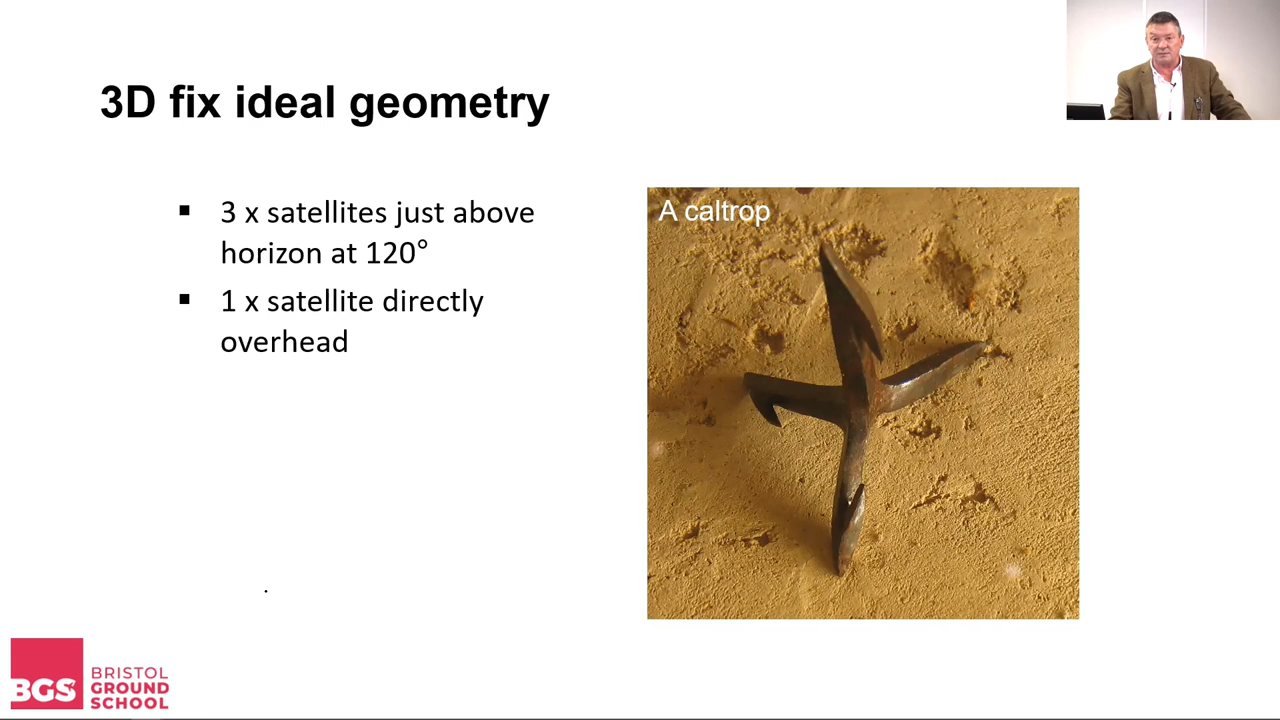 3D fix ideal geometry
▪ 3 x satellites just above
horizon at 120°
▪ 1 x satellite directly
overhead
A caltrop
BGS
BRISTOL
GROUND
SCHOOL